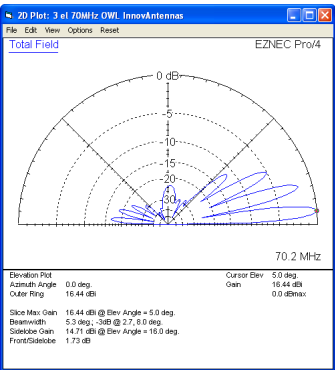 2D Plot: 3 el 70MHz OWL InnovAntennas
File Edit View Options Reset
Total Field
EZNEC Pro/4
0 dB
-5
-10
-15
-20
-30
70.2 MHz
Elevation Plot
Azimuth Angle 0.0 deg.
Outer Ring 16.44 dBi
Cursor Elev 5.0 deg.
Gain 16.44 dBi
0.0 dBmax
Slice Max Gain 16.44 dBi @ Elev Angle = 5.0 deg.
Beamwidth 5.3 deg.; -3dB @ 2.7, 8.0 deg.
Sidelobe Gain 14.71 dBi @ Elev Angle = 16.0 deg.
Front/Sidelobe 1.73 dB